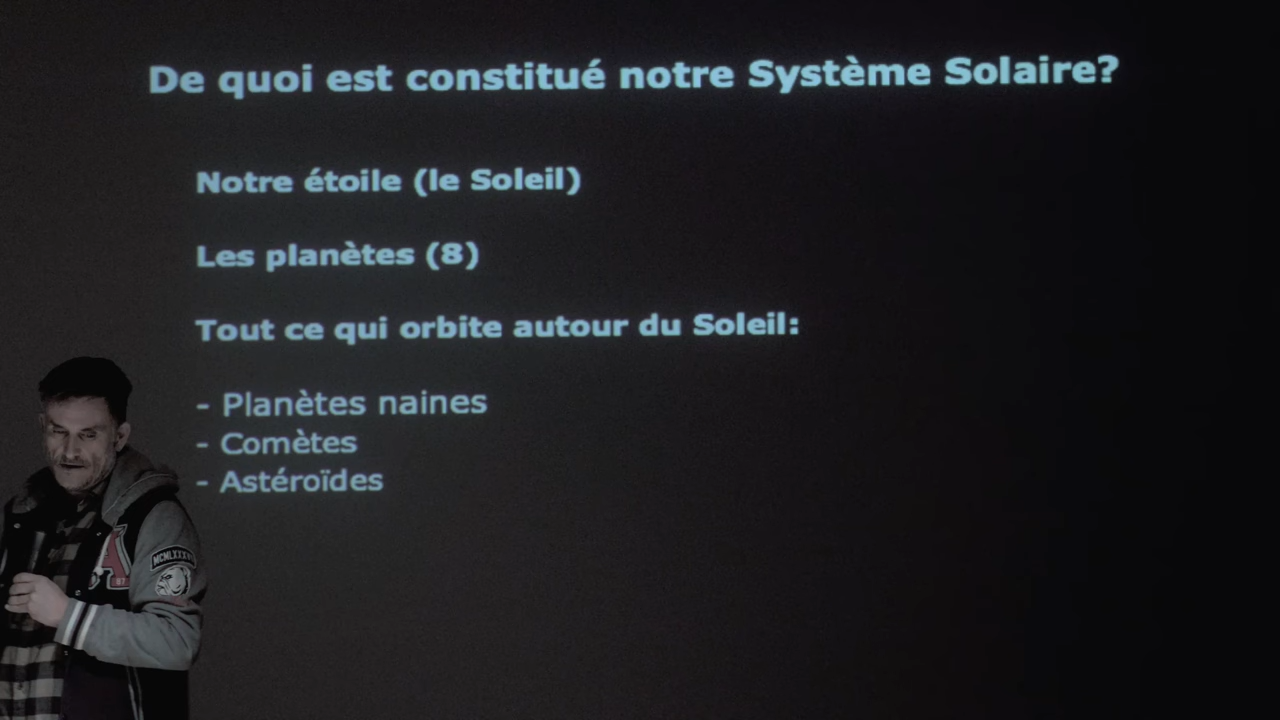 De quoi est constitué notre Système Solaire?
Notre étoile (le Soleil)
Les planètes (8)
Tout ce qui orbite autour du Soleil:
- Planètes naines
- Comètes
- Astéroïdes
A
87